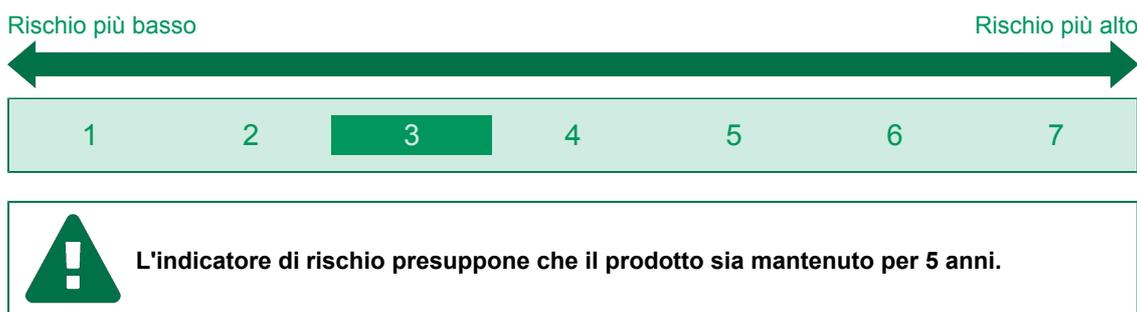 Rischio più basso Rischio più alto
1 2 3 4 5 6 7
L'indicatore di rischio presuppone che il prodotto sia mantenuto per 5 anni.